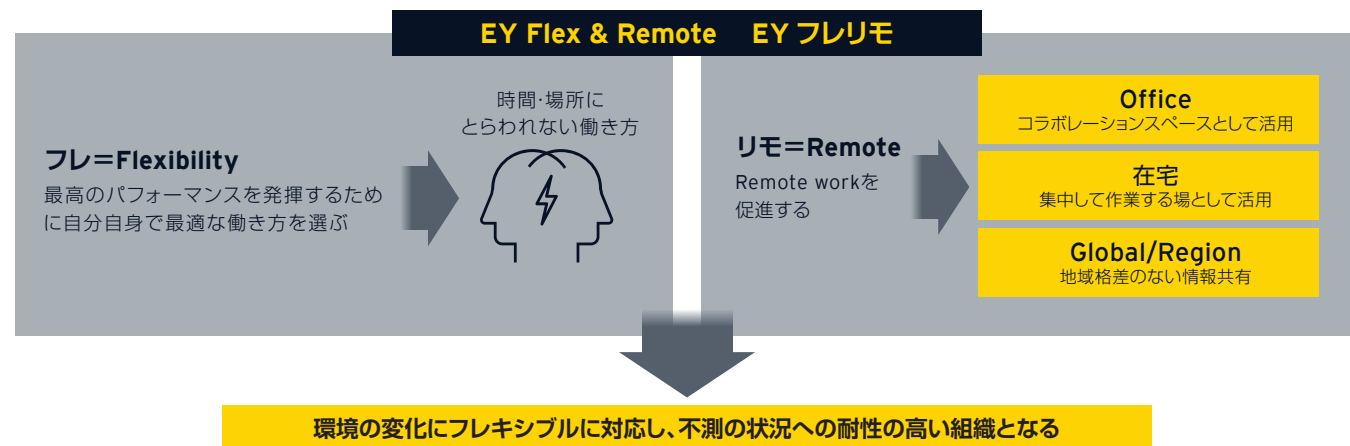 EY Flex & Remote EY フレリモ
フレ＝Flexibility
最高のパフォーマンスを発揮するため
に自分自身で最適な働き方を選ぶ
時間・場所に
とらわれない働き方
リモ＝Remote
Remote workを
促進する
Office
コラボレーションスペースとして活用
在宅
集中して作業する場として活用
Global/Region
地域格差のない情報共有
環境の変化にフレキシブルに対応し、不測の状況への耐性の高い組織となる